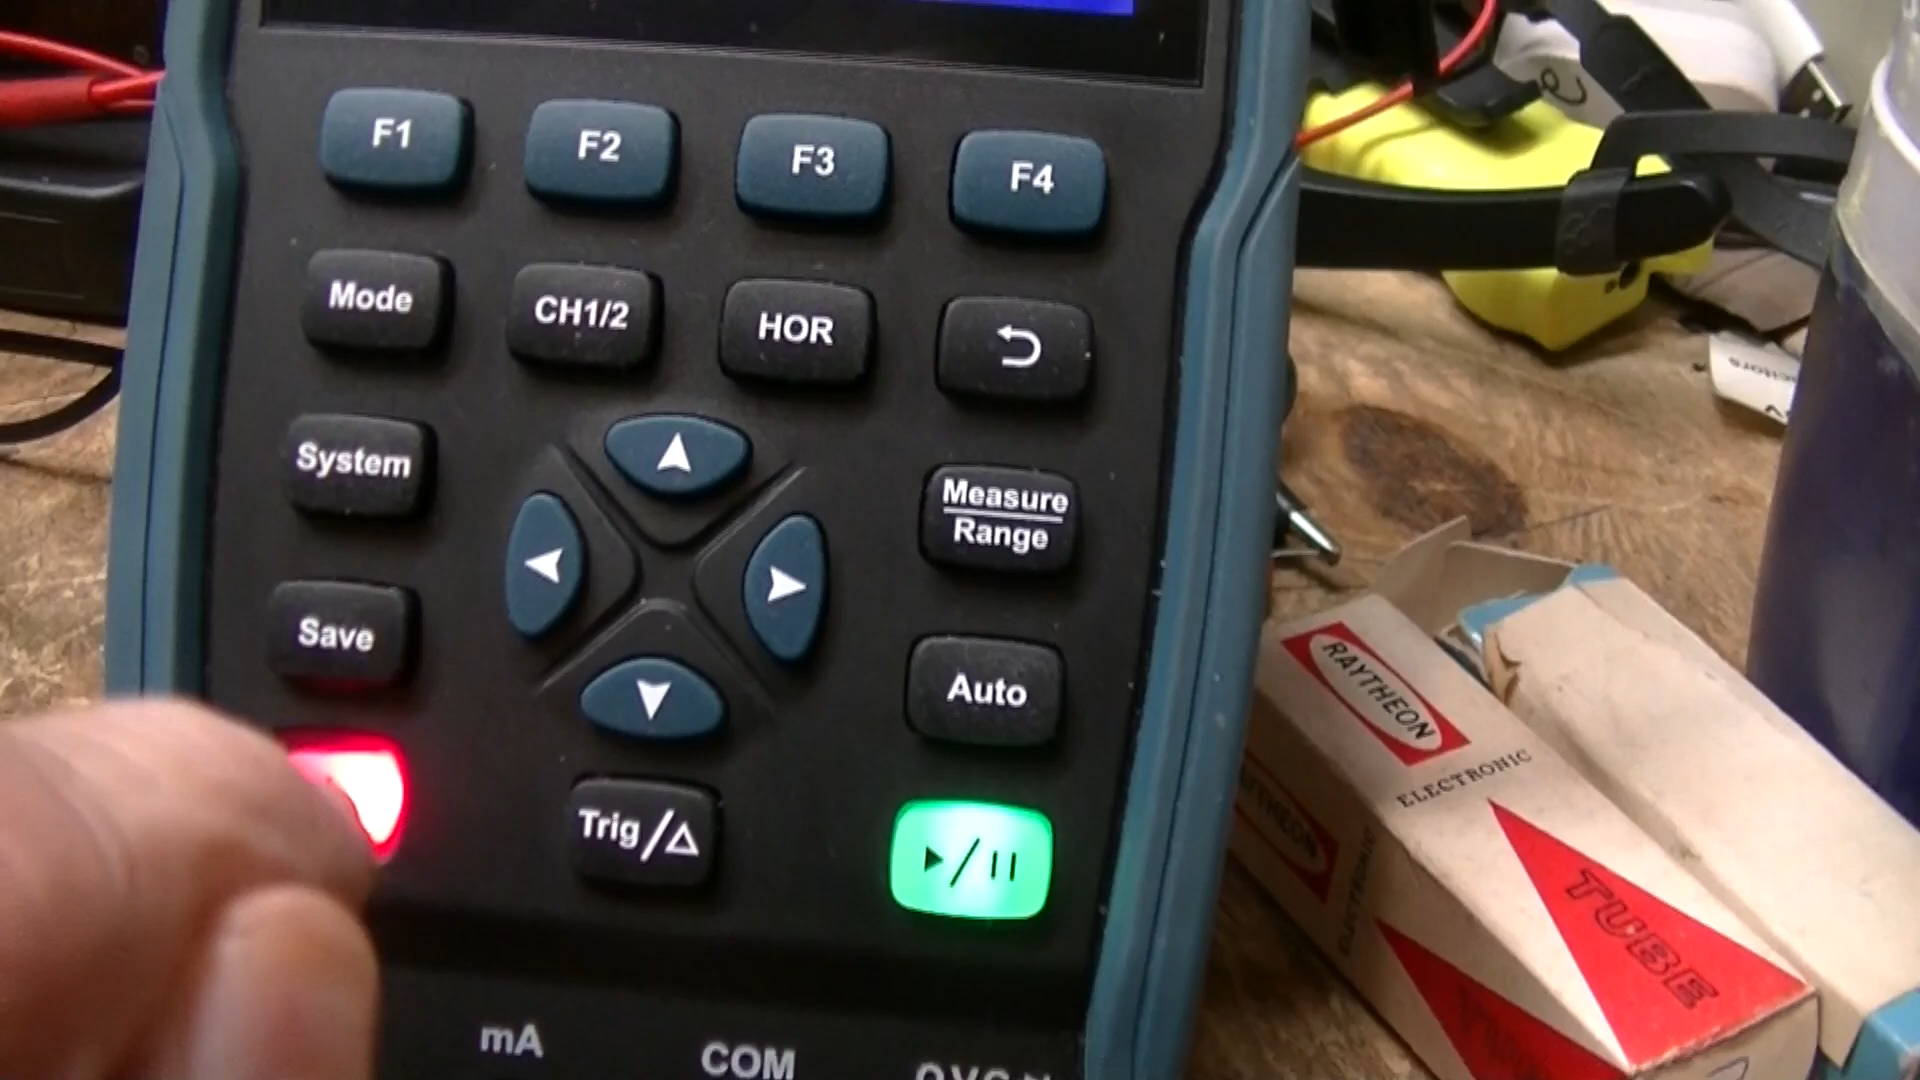 F1
F2
F3
F4
Mode
CH1/2
HOR
System
Measure
Range
Save
Auto
Trig/△
mA
COM
RAYTHEON
ELECTRONIC
TUBE
ELECTRONIC